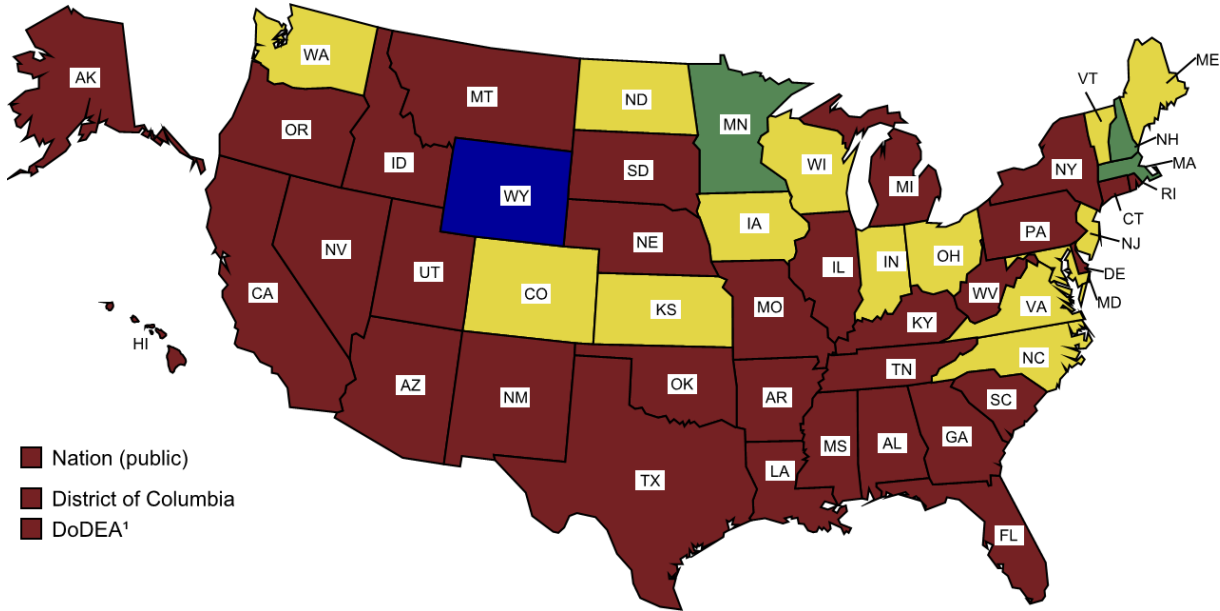 ME
WA
VT
AK
MT
ND
MN
OR
NH
ID
WI
MA
SD
NY
WY
MI
RI
CT
IA
PA
NE
NJ
NV
OH
UT
IL
IN
DE
CA
CO
WV
MD
KS
MO
VA
KY
HI
NC
TN
AZ
OK
NM
AR
SC
GA
MS
AL
Nation (public)
LA
TX
District of Columbia
DoDEA¹
FL